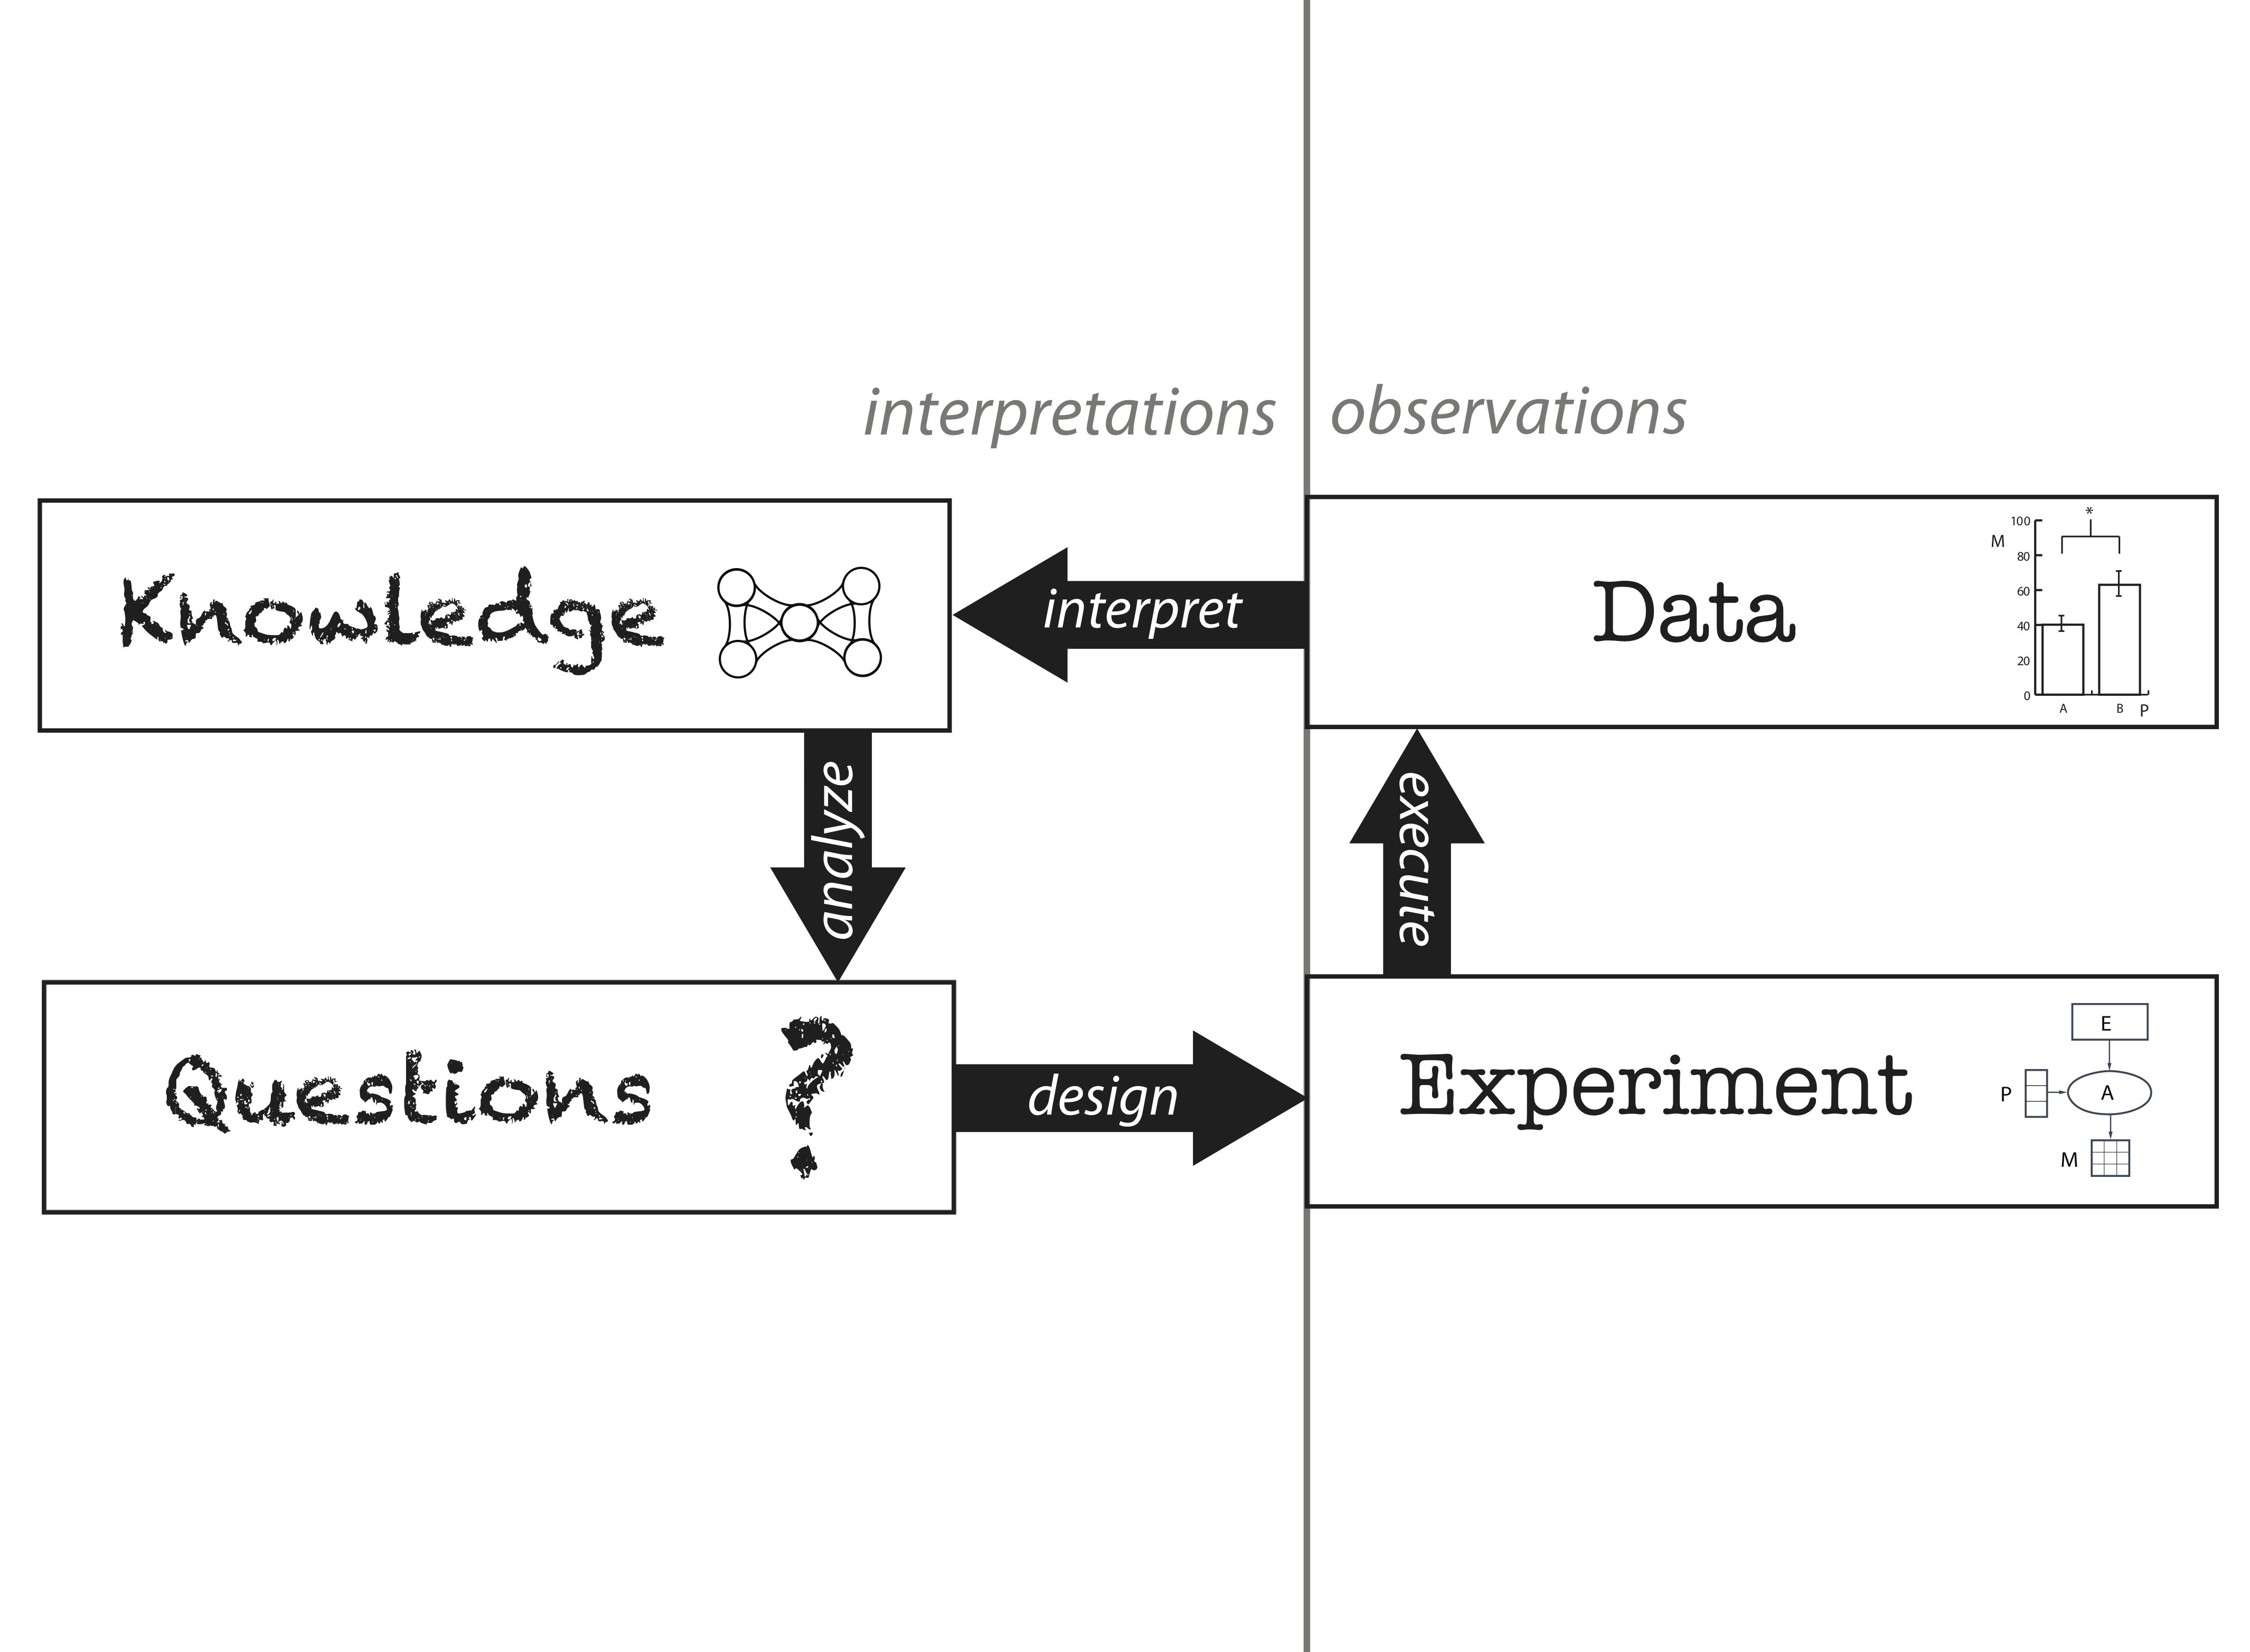 interpretations
observations
Knowledge
interpret
Data
*
M
100
80
60
40
20
0
A
B
P
analyze
execute
Questions
?
design
Experiment
E
P
A
M